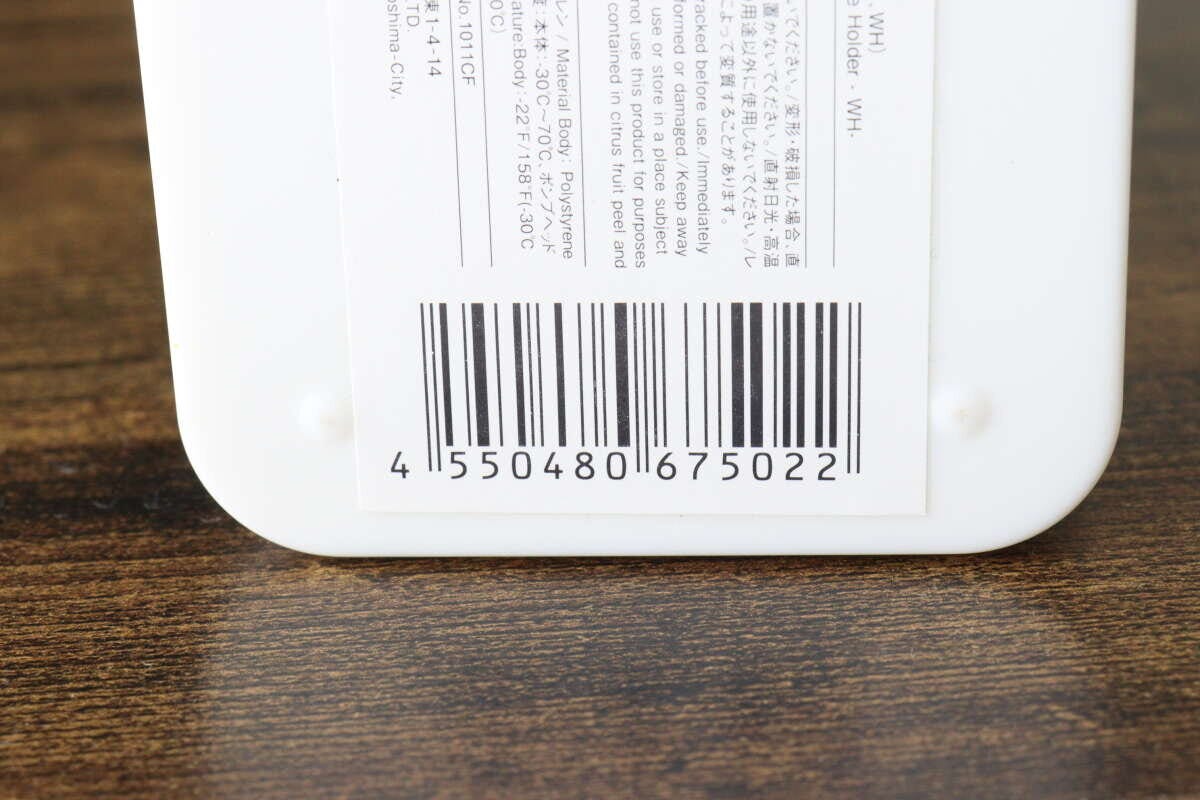 , WH)
e Holder - WH.
いでください。/変形・破損した場合、直
置かないでください。/直射日光・高温
の用途以外に使用しないでください。/レ
によって変質することがあります。
racked before use./Immediately
formed or damaged./Keep away
use or store in a place subject
not use this product for purposes
contained in citrus fruit peel and
レン / Material Body: Polystyrene
度:本体:-30℃~70℃、ポンプヘッド
ature:Body:-22°F/158°F(-30℃
0℃)
No.1011CF
東1-4-14
TD.
oshima-City,
4 550480 675022